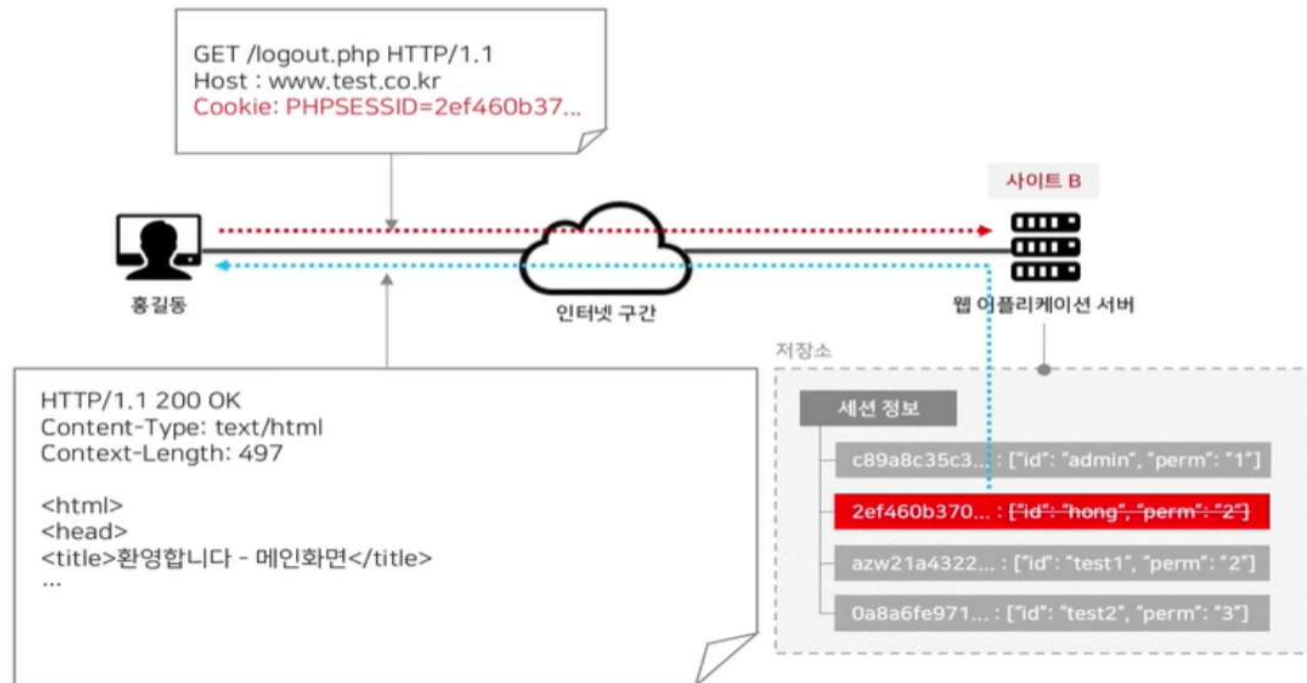 GET /logout.php HTTP/1.1
Host : www.test.co.kr
Cookie: PHPSESSID=2ef460b37...
사이트 B
홍길동
인터넷 구간
웹 어플리케이션 서버
HTTP/1.1 200 OK
Content-Type: text/html
Context-Length: 497
<html>
<head>
<title>환영합니다 - 메인화면</title>
...
저장소
세션 정보
c89a8c35c3... : ["id": "admin", "perm": "1"]
2ef460b370... : ["id": "hong", "perm": "2"]
azw21a4322... : ["id": "test1", "perm": "2"]
0a8a6fe971... : ["id": "test2", "perm": "3"]